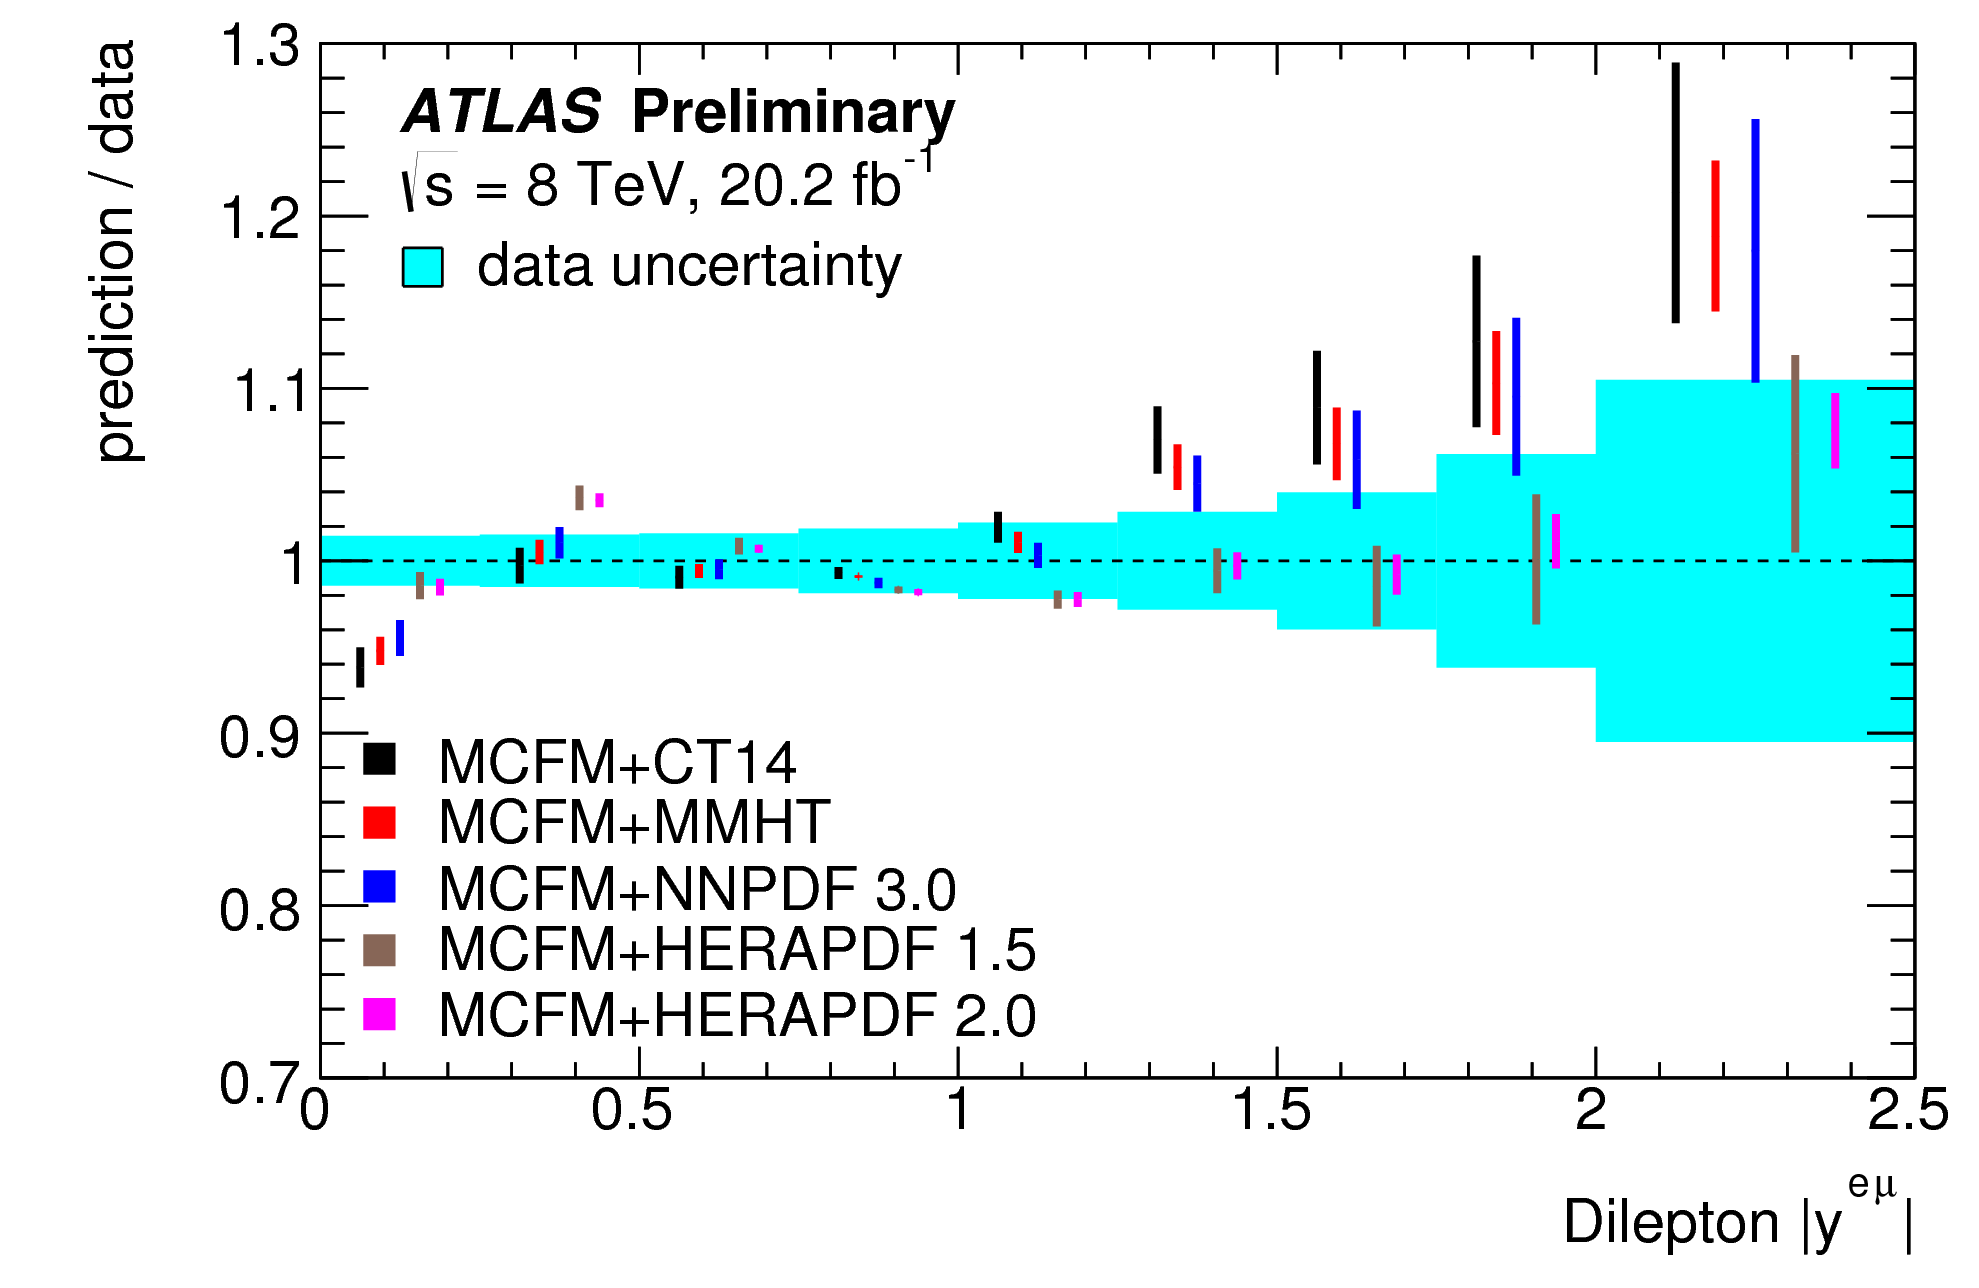 prediction / data
1.3
1.2
1.1
1
0.9
0.8
0.7
ATLAS Preliminary
√s = 8 TeV, 20.2 fb⁻¹
data uncertainty
MCFM+CT14
MCFM+MMHT
MCFM+NNPDF 3.0
MCFM+HERAPDF 1.5
MCFM+HERAPDF 2.0
0 0.5 1 1.5 2 2.5
Dilepton |y^eμ|